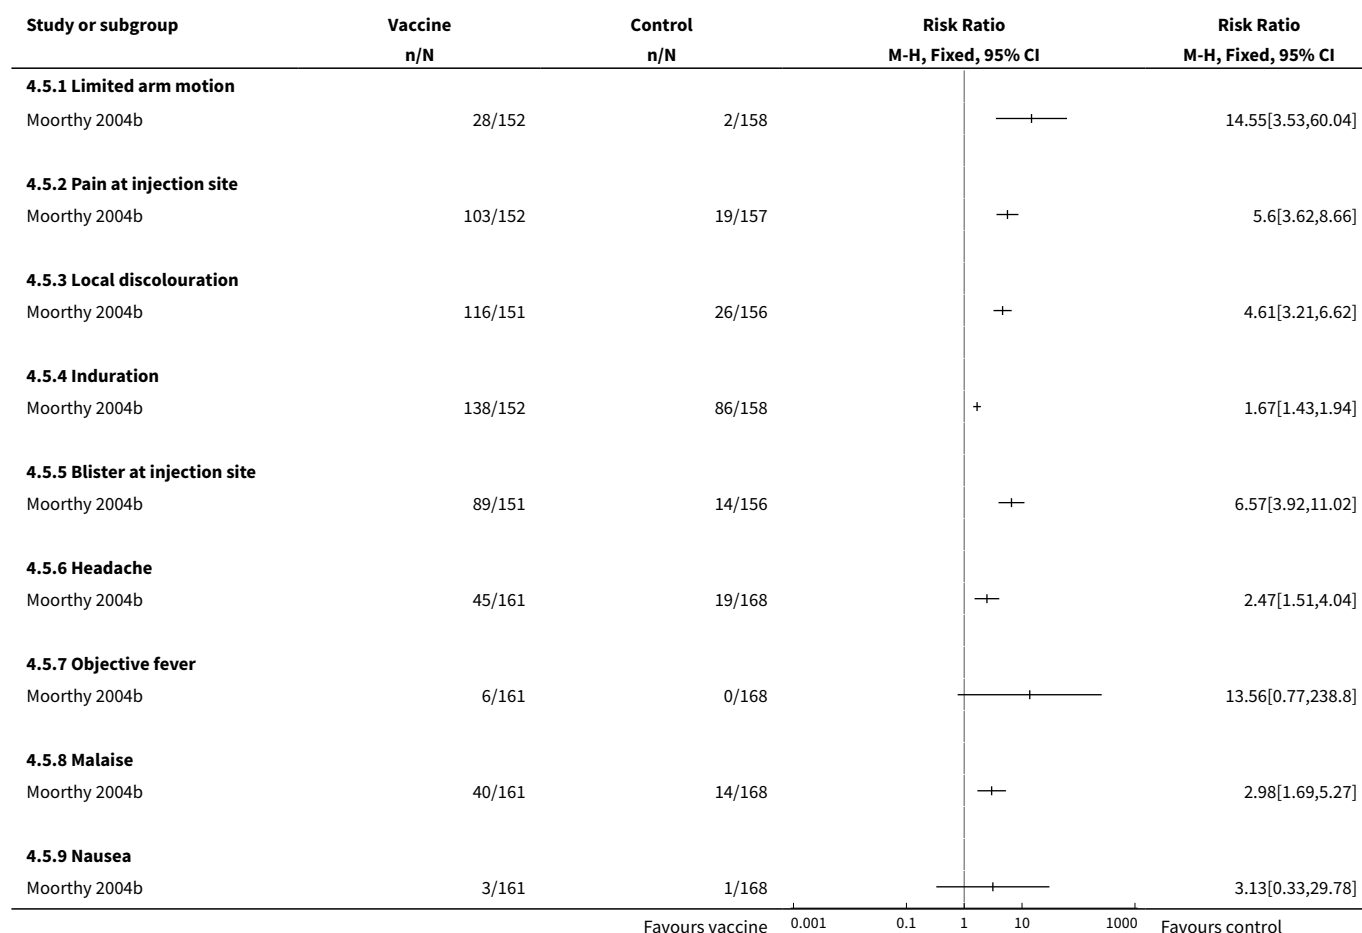 Study or subgroup Vaccine Control Risk Ratio Risk Ratio
n/N n/N M-H, Fixed, 95% CI M-H, Fixed, 95% CI
4.5.1 Limited arm motion
Moorthy 2004b 28/152 2/158 14.55[3.53,60.04]
4.5.2 Pain at injection site
Moorthy 2004b 103/152 19/157 5.6[3.62,8.66]
4.5.3 Local discolouration
Moorthy 2004b 116/151 26/156 4.61[3.21,6.62]
4.5.4 Induration
Moorthy 2004b 138/152 86/158 1.67[1.43,1.94]
4.5.5 Blister at injection site
Moorthy 2004b 89/151 14/156 6.57[3.92,11.02]
4.5.6 Headache
Moorthy 2004b 45/161 19/168 2.47[1.51,4.04]
4.5.7 Objective fever
Moorthy 2004b 6/161 0/168 13.56[0.77,238.8]
4.5.8 Malaise
Moorthy 2004b 40/161 14/168 2.98[1.69,5.27]
4.5.9 Nausea
Moorthy 2004b 3/161 1/168 3.13[0.33,29.78]
Favours vaccine 0.001 0.1 1 10 1000 Favours control